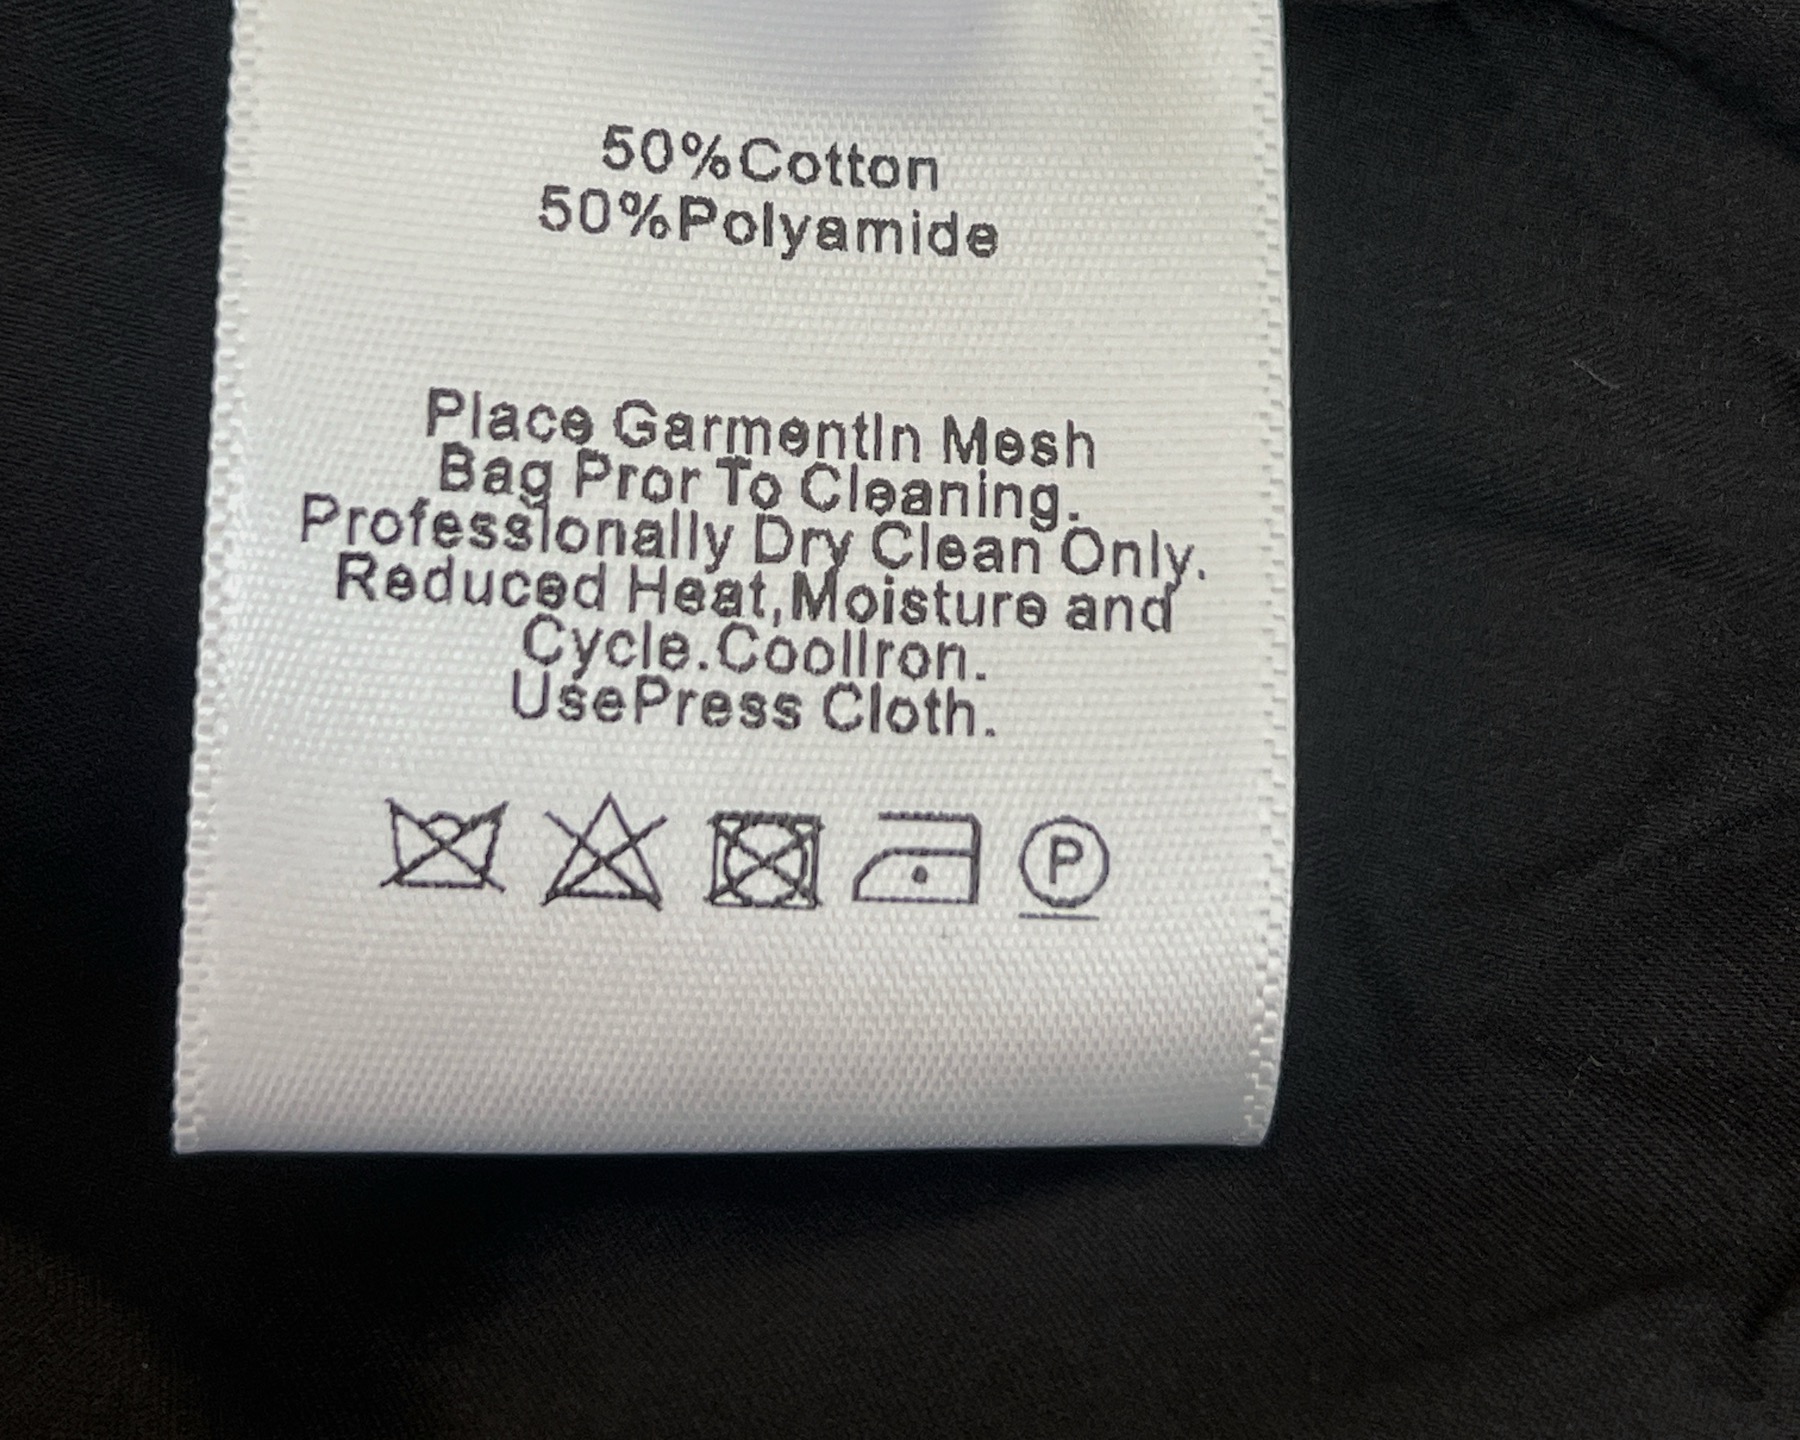 50%Cotton
50%Polyamide
Place GarmentIn Mesh
Bag Pror To Cleaning.
Professionally Dry Clean Only.
Reduced Heat,Moisture and
Cycle.CoolIron.
UsePress Cloth.
P